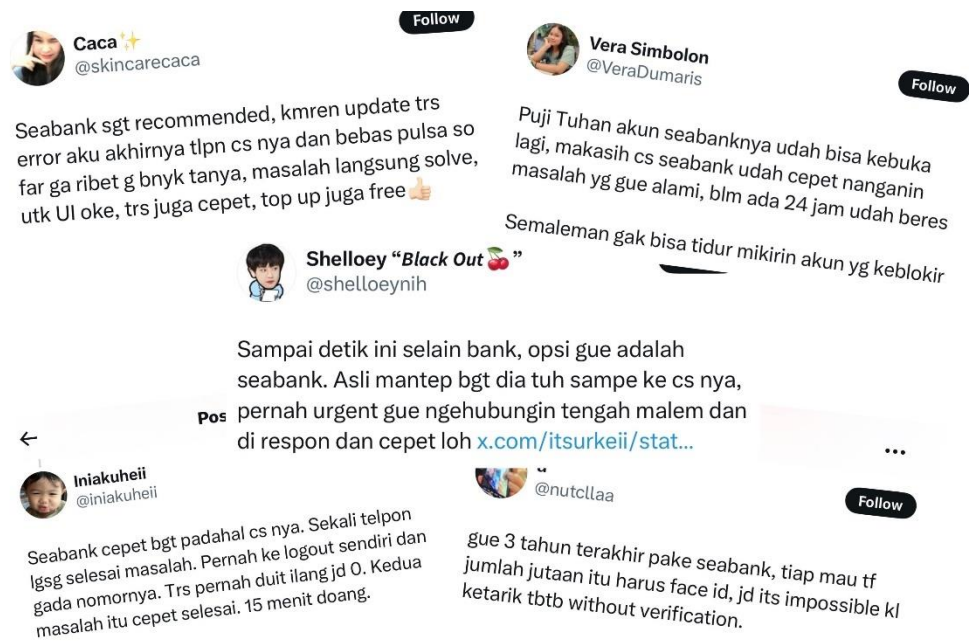 Follow
Caca✨
@skincarecaca
Seabank sgt recommended, kmren update trs
error aku akhirnya tlpn cs nya dan bebas pulsa so
far ga ribet g bnyk tanya, masalah langsung solve,
utk UI oke, trs juga cepet, top up juga free👍🏻
Vera Simbolon
@VeraDumaris
Follow
Puji Tuhan akun seabanknya udah bisa kebuka
lagi, makasih cs seabank udah cepet nanganin
masalah yg gue alami, blm ada 24 jam udah beres
Semaleman gak bisa tidur mikirin akun yg keblokir
Shelloey “Black Out🍒”
@shelloeynih
Sampai detik ini selain bank, opsi gue adalah
seabank. Asli mantep bgt dia tuh sampe ke cs nya,
pernah urgent gue ngehubungin tengah malem dan
di respon dan cepet loh x.com/itsurkeii/stat...
←
Pos
...
Iniakuheii
@iniakuheii
Seabank cepet bgt padahal cs nya. Sekali telpon
lgsg selesai masalah. Pernah ke logout sendiri dan
gada nomornya. Trs pernah duit ilang jd 0. Kedua
masalah itu cepet selesai. 15 menit doang.
@nutcllaa
Follow
gue 3 tahun terakhir pake seabank, tiap mau tf
jumlah jutaan itu harus face id, jd its impossible kl
ketarik tbtb without verification.